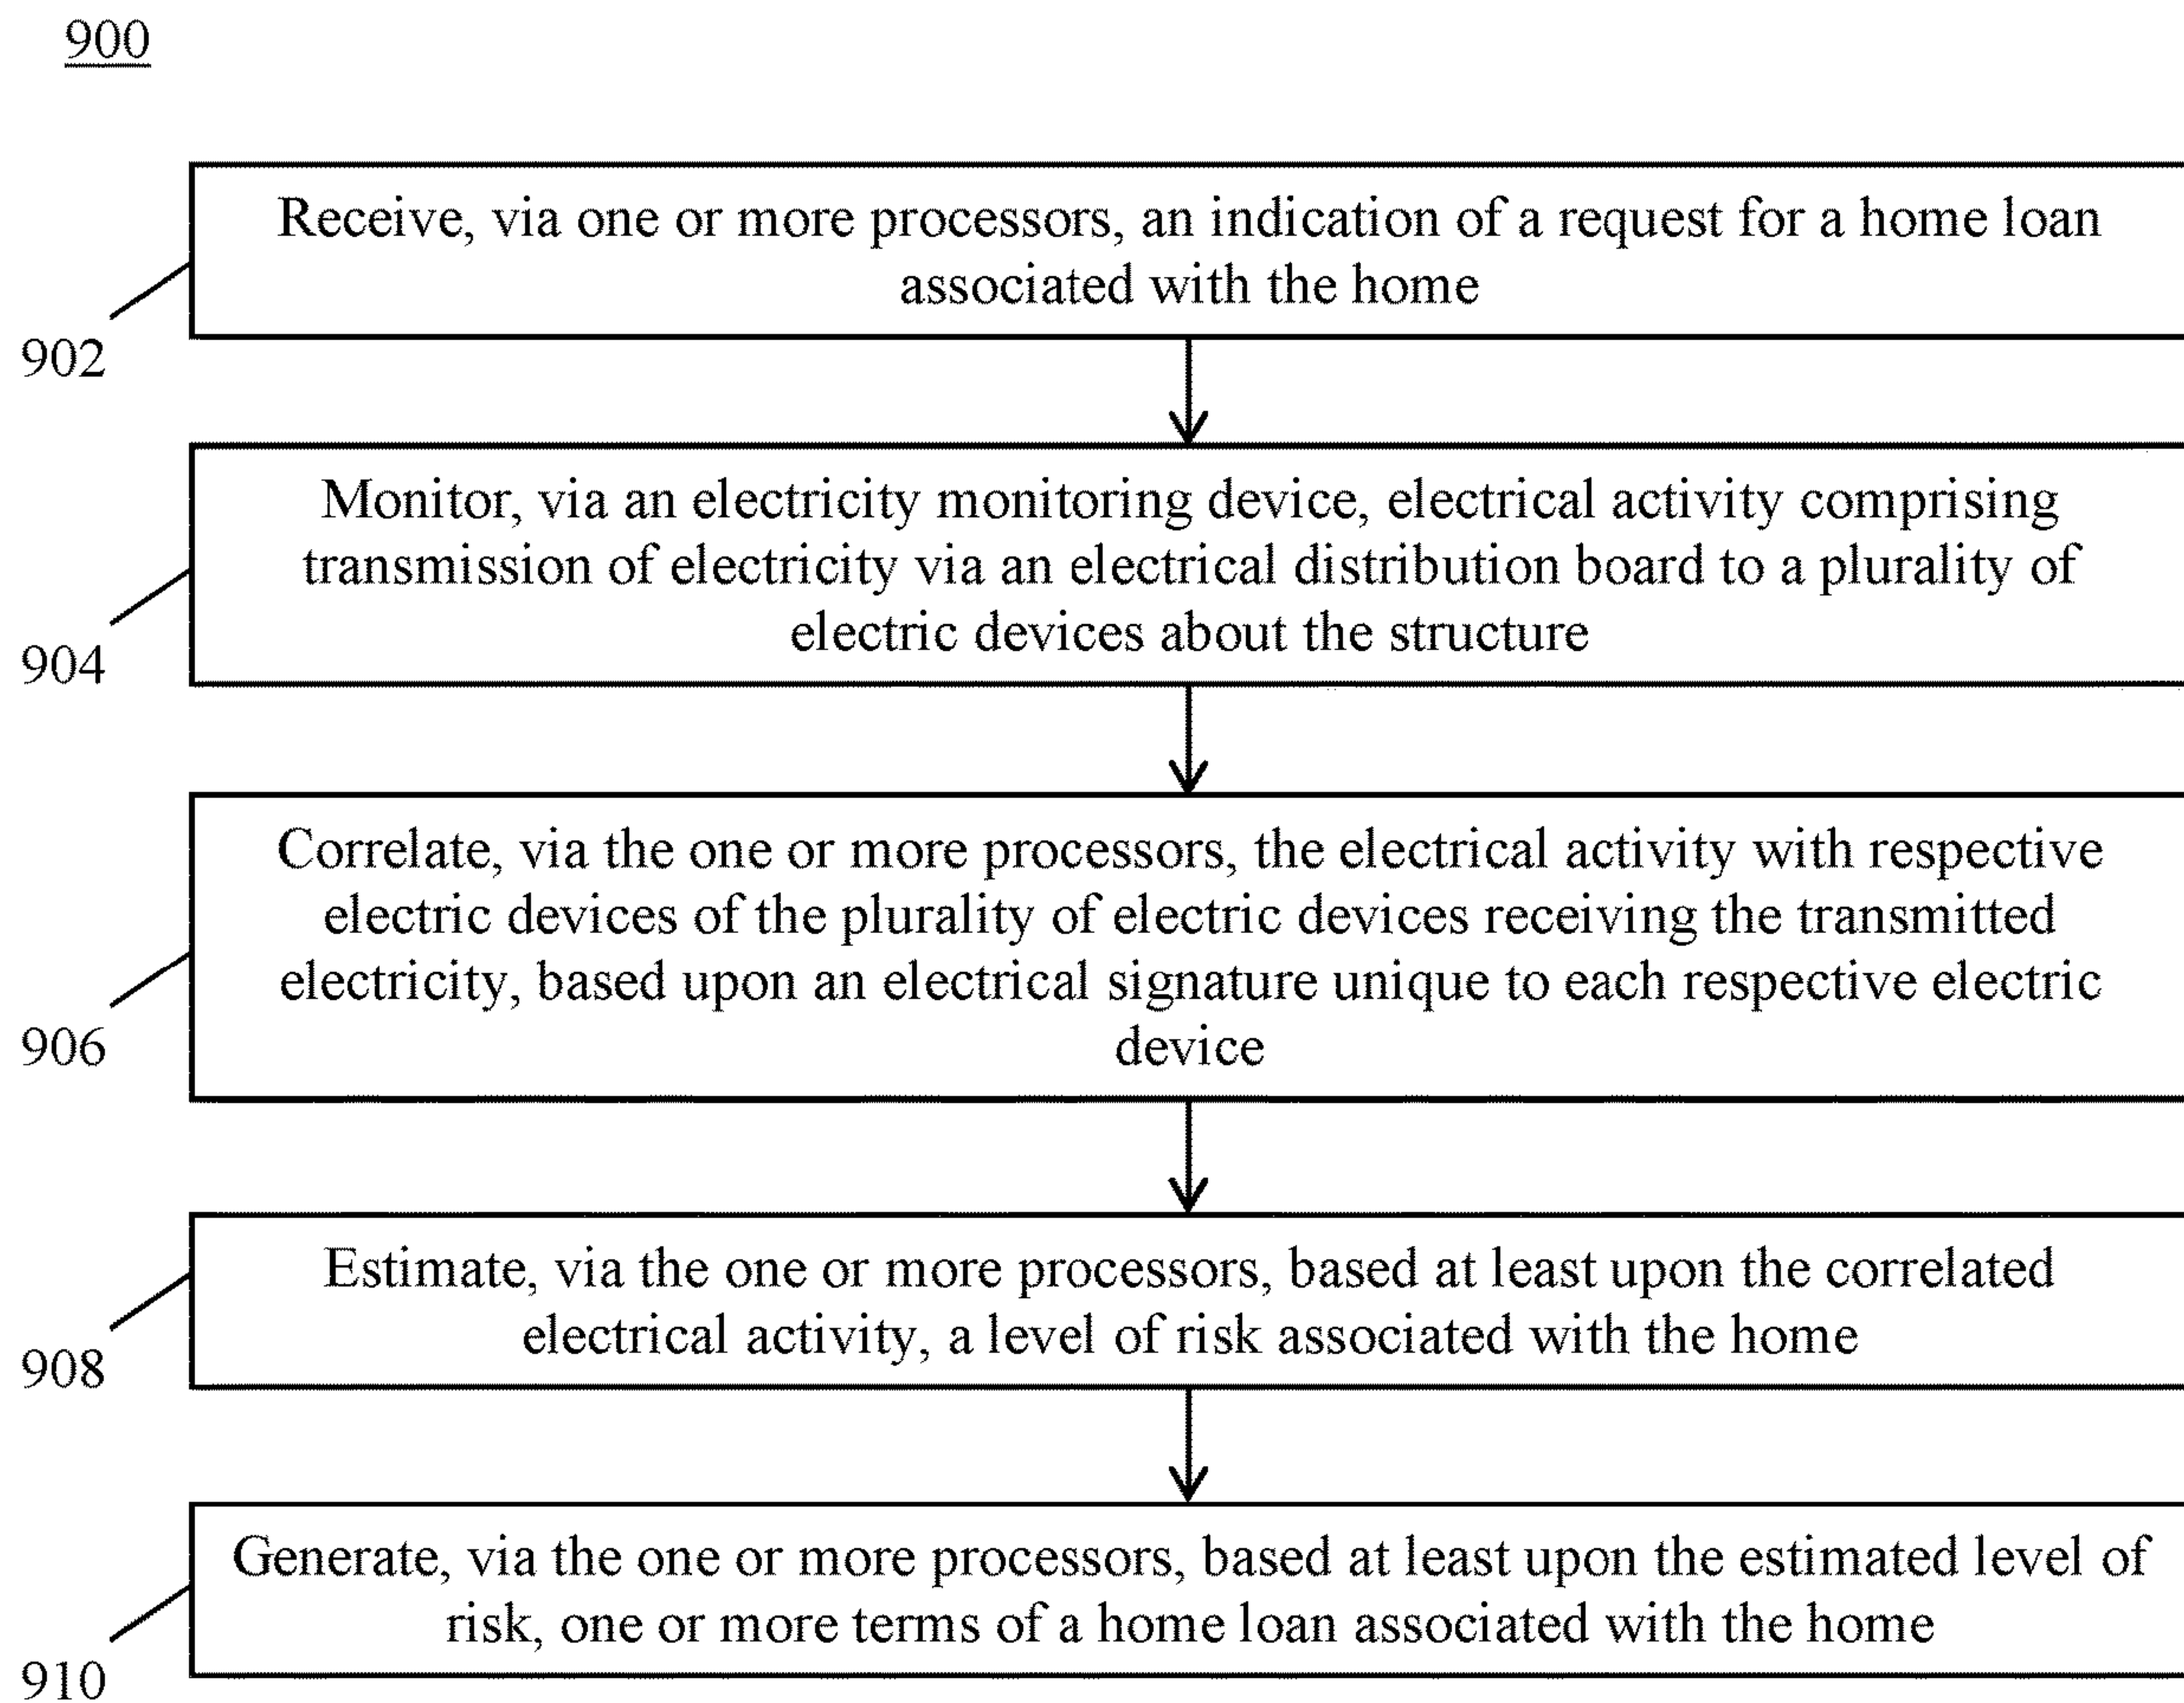 900
Receive, via one or more processors, an indication of a request for a home loan
associated with the home
902
Monitor, via an electricity monitoring device, electrical activity comprising
transmission of electricity via an electrical distribution board to a plurality of
electric devices about the structure
904
Correlate, via the one or more processors, the electrical activity with respective
electric devices of the plurality of electric devices receiving the transmitted
electricity, based upon an electrical signature unique to each respective electric
device
906
Estimate, via the one or more processors, based at least upon the correlated
electrical activity, a level of risk associated with the home
908
Generate, via the one or more processors, based at least upon the estimated level of
risk, one or more terms of a home loan associated with the home
910